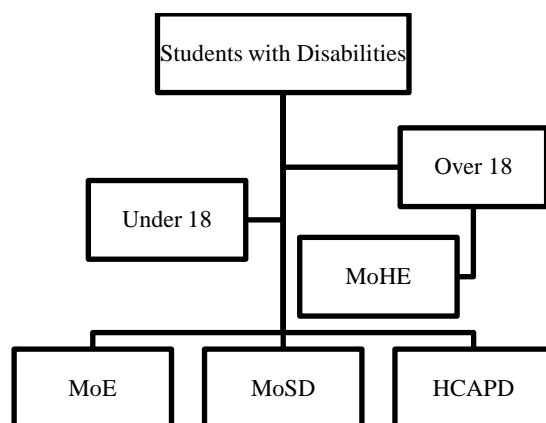 Students with Disabilities
Over 18
Under 18
MoHE
MoE
MoSD
HCAPD